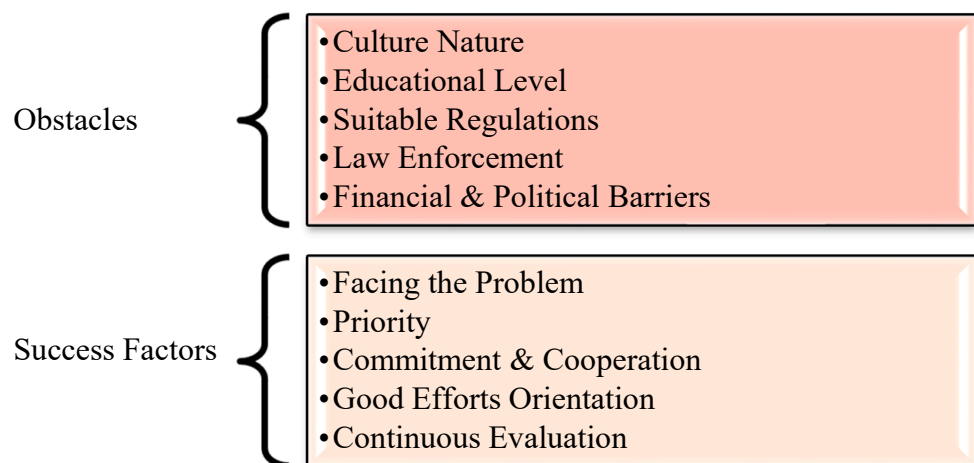 Obstacles
•Culture Nature
•Educational Level
•Suitable Regulations
•Law Enforcement
•Financial & Political Barriers
Success Factors
•Facing the Problem
•Priority
•Commitment & Cooperation
•Good Efforts Orientation
•Continuous Evaluation